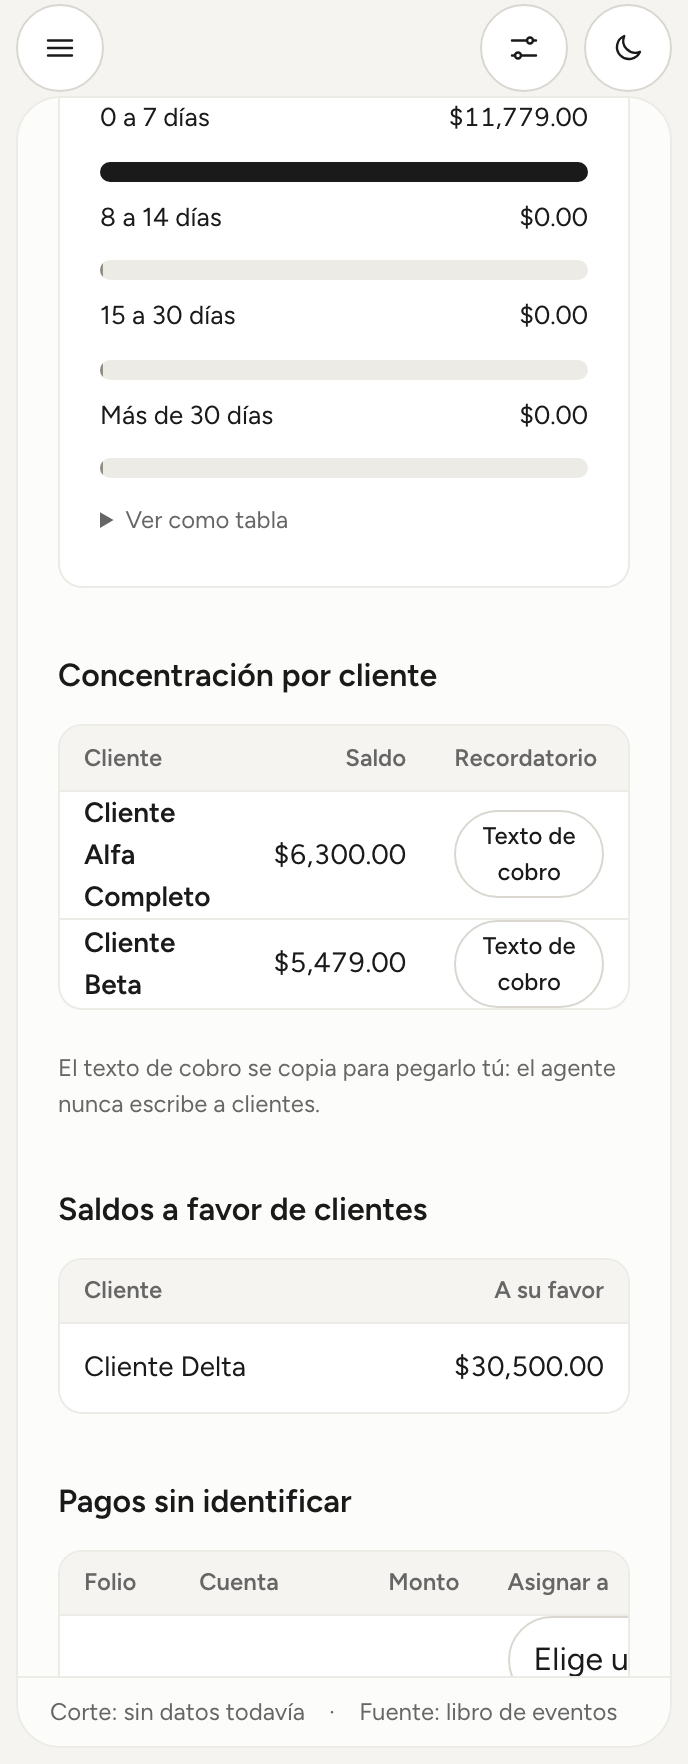 0 a 7 días $11,779.00
8 a 14 días $0.00
15 a 30 días $0.00
Más de 30 días $0.00
Ver como tabla
Concentración por cliente
Cliente Saldo Recordatorio
Cliente Alfa Completo $6,300.00 Texto de cobro
Cliente Beta $5,479.00 Texto de cobro
El texto de cobro se copia para pegarlo tú: el agente
nunca escribe a clientes.
Saldos a favor de clientes
Cliente A su favor
Cliente Delta $30,500.00
Pagos sin identificar
Folio Cuenta Monto Asignar a
Elige u
Corte: sin datos todavía · Fuente: libro de eventos